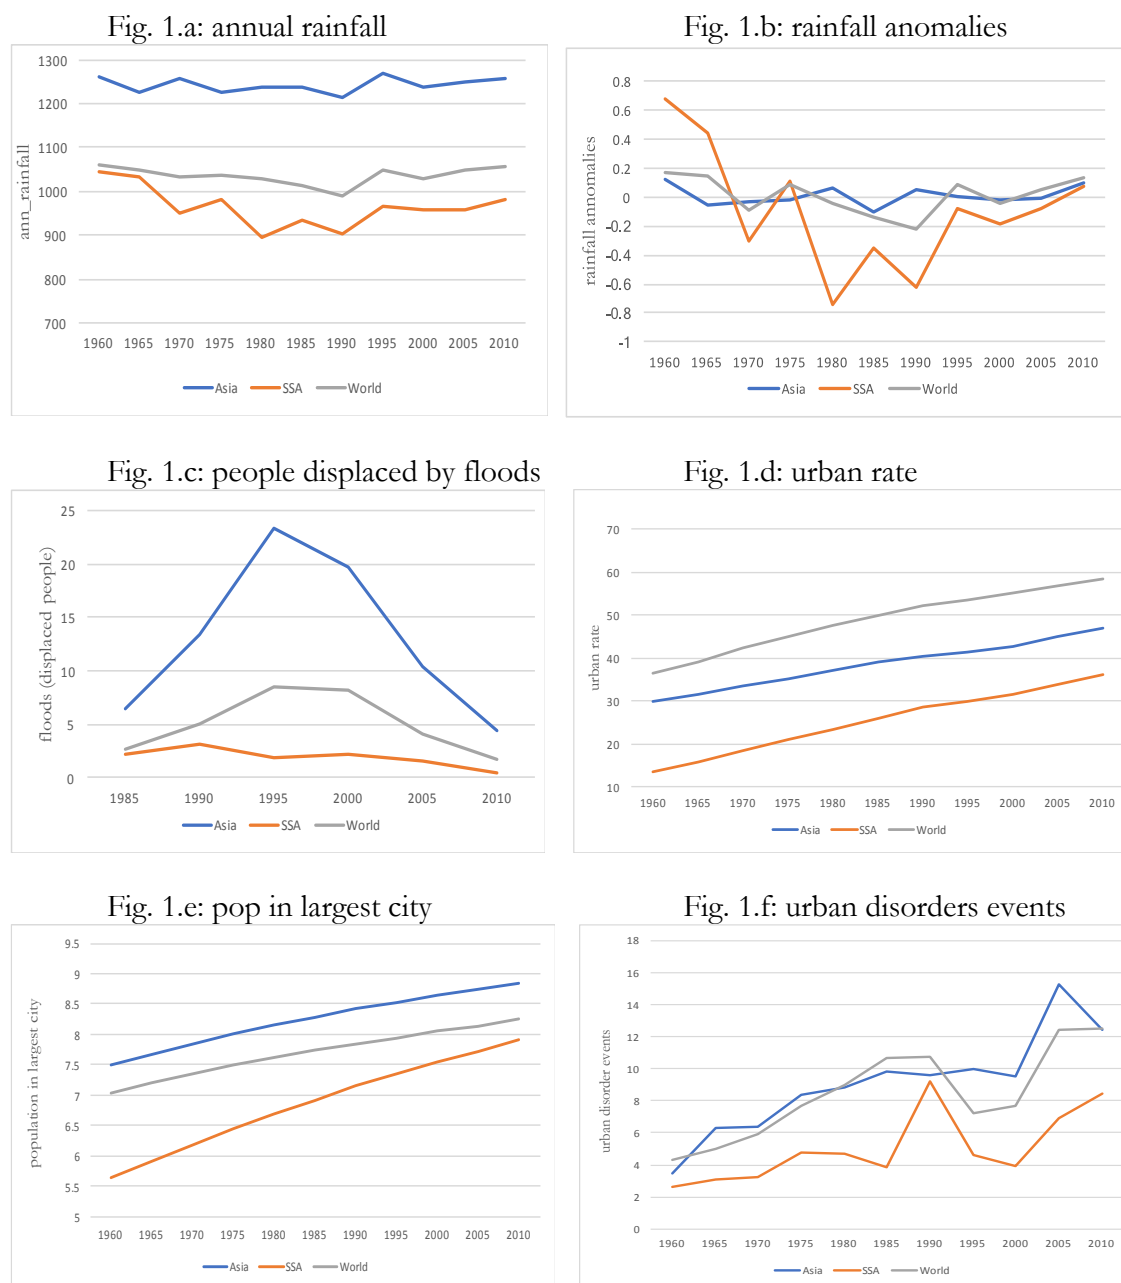 Fig. 1.a: annual rainfall
1300
1200
1100
1000
900
800
700
ann_rainfall
1960 1965 1970 1975 1980 1985 1990 1995 2000 2005 2010
Asia SSA World
Fig. 1.b: rainfall anomalies
0.8
0.6
0.4
0.2
0
-0.2
-0.4
-0.6
-0.8
-1
rainfall annomalies
1960 1965 1970 1975 1980 1985 1990 1995 2000 2005 2010
Asia SSA World
Fig. 1.c: people displaced by floods
25
20
15
10
5
0
floods (displaced people)
1985 1990 1995 2000 2005 2010
Asia SSA World
Fig. 1.d: urban rate
70
60
50
40
30
20
10
urban rate
1960 1965 1970 1975 1980 1985 1990 1995 2000 2005 2010
Asia SSA World
Fig. 1.e: pop in largest city
9.5
9
8.5
8
7.5
7
6.5
6
5.5
5
population in largest city
1960 1965 1970 1975 1980 1985 1990 1995 2000 2005 2010
Asia SSA World
Fig. 1.f: urban disorders events
18
16
14
12
10
8
6
4
2
0
urban disorder events
1960 1965 1970 1975 1980 1985 1990 1995 2000 2005 2010
Asia SSA World